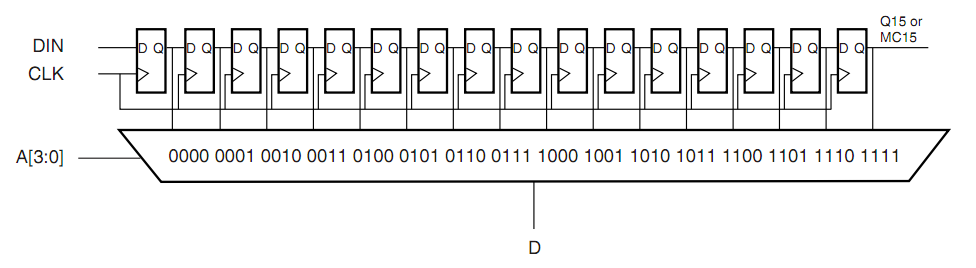 Q15 or
MC15
DIN
D Q D Q D Q D Q D Q D Q D Q D Q D Q D Q D Q D Q D Q D Q D Q D Q
CLK
A[3:0]
0000 0001 0010 0011 0100 0101 0110 0111 1000 1001 1010 1011 1100 1101 1110 1111
D